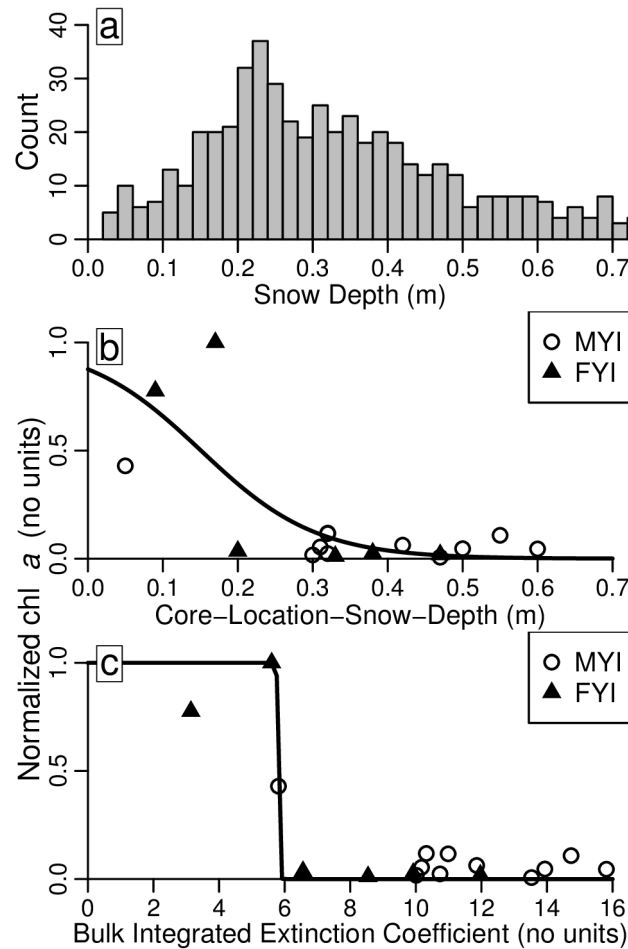 a
40
30
20
10
0
Count
0.0 0.1 0.2 0.3 0.4 0.5 0.6 0.7
Snow Depth (m)
b
MYI
FYI
1.0
0.5
0.0
0.0 0.1 0.2 0.3 0.4 0.5 0.6 0.7
Core−Location−Snow−Depth (m)
Normalized chl a (no units)
c
MYI
FYI
1.0
0.5
0.0
0 2 4 6 8 10 12 14 16
Bulk Integrated Extinction Coefficient (no units)